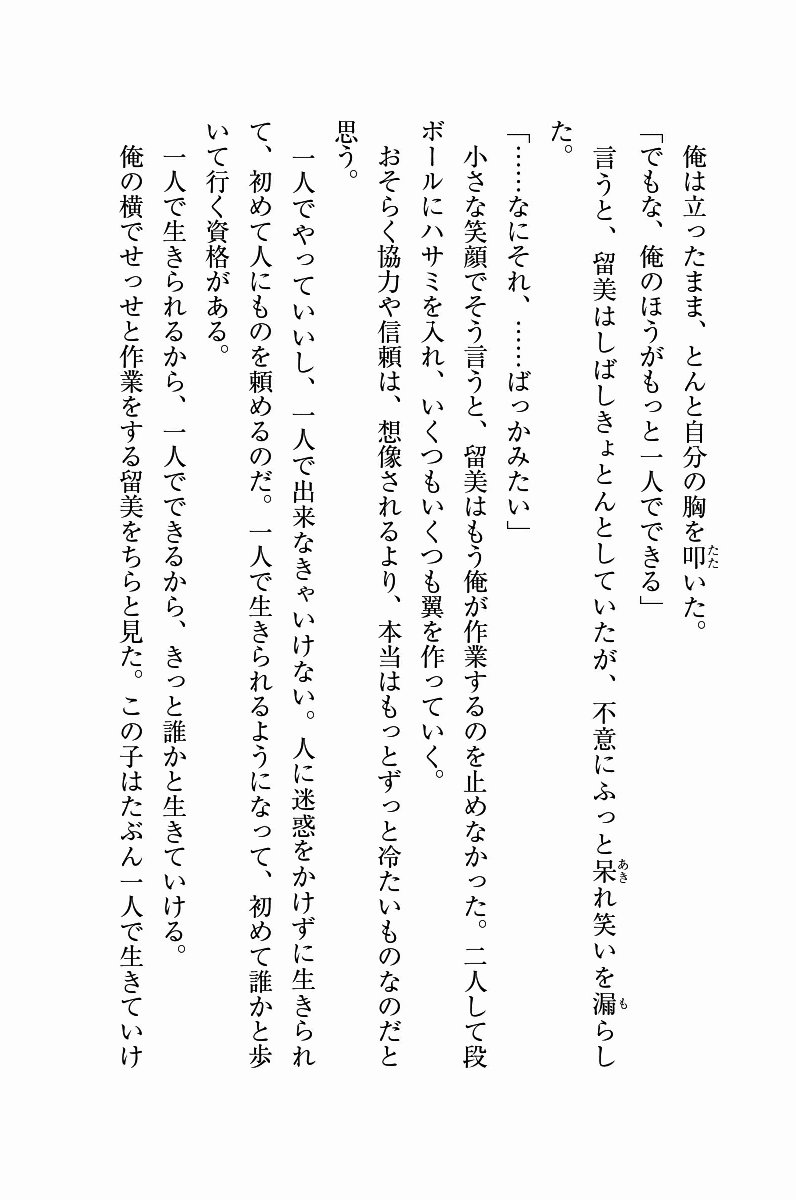 俺は立ったまま、とんと自分の胸を叩いた。
「でもな、俺のほうがもっと一人でできる」
言うと、留美はしばしきょとんとしていたが、不意にふっと呆れ笑いを漏らし
た。
「……なにそれ、……ばっかみたい」
小さな笑顔でそう言うと、留美はもう俺が作業するのを止めなかった。二人して段
ボールにハサミを入れ、いくつもいくつも翼を作っていく。
おそらく協力や信頼は、想像されるより、本当はもっとずっと冷たいものなのだと
思う。
一人でやっていいし、一人で出来なきゃいけない。人に迷惑をかけずに生きられ
て、初めて人にものを頼めるのだ。一人で生きられるようになって、初めて誰かと歩
いて行く資格がある。
一人で生きられるから、一人でできるから、きっと誰かと生きていける。
俺の横でせっせと作業をする留美をちらと見た。この子はたぶん一人で生きていけ